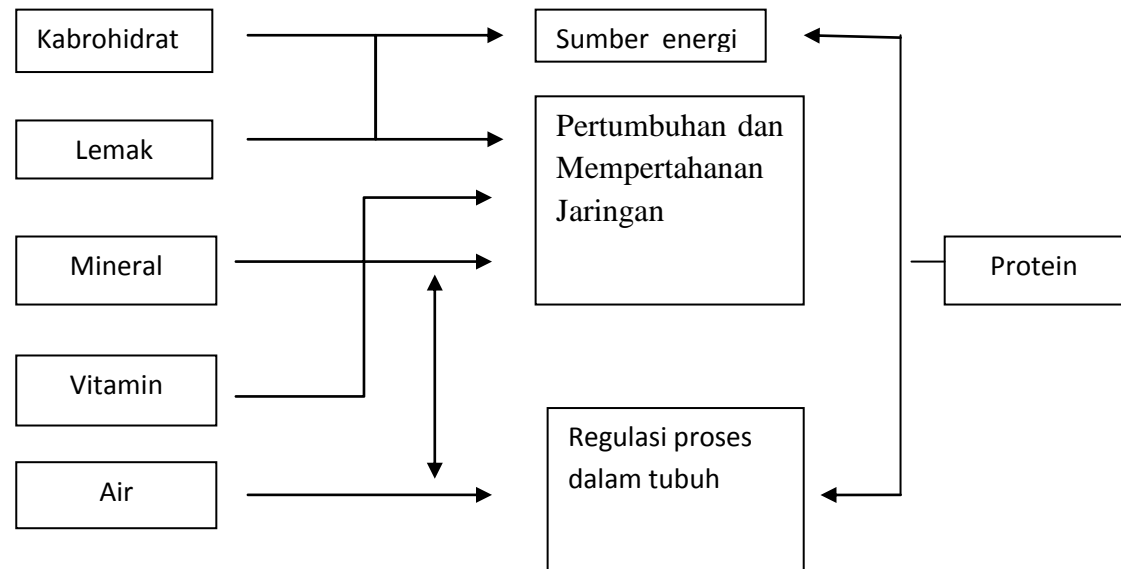 Kabrohidrat
Sumber energi
Lemak
Pertumbuhan dan
Mempertahanan
Jaringan
Mineral
Protein
Vitamin
Regulasi proses
dalam tubuh
Air